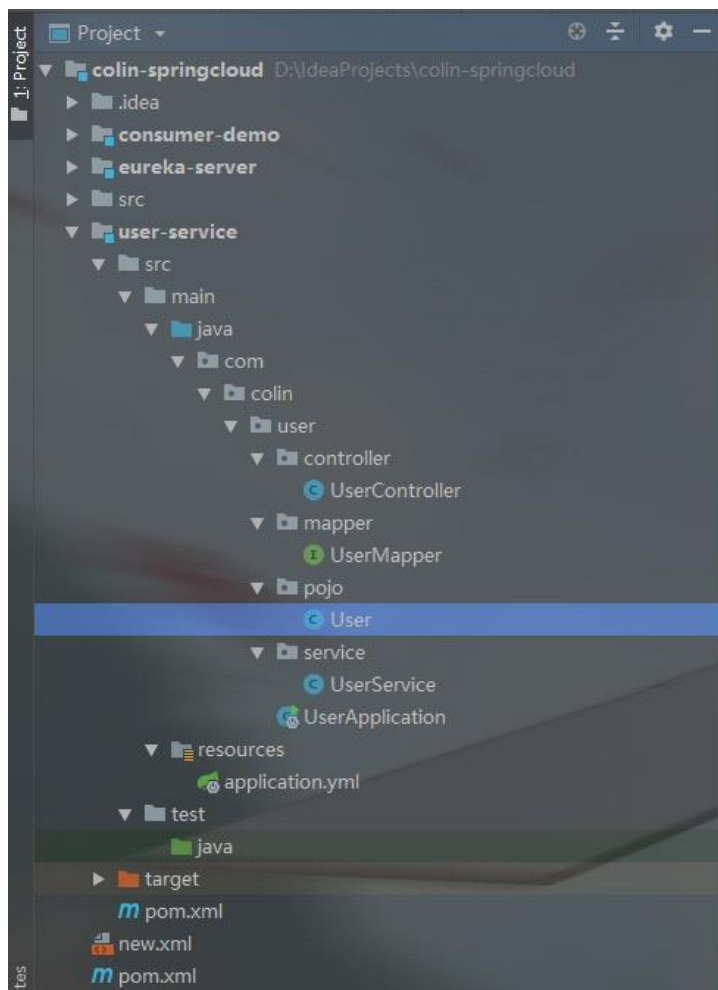 1: Project
Project
colin-springcloud D:\IdeaProjects\colin-springcloud
.idea
consumer-demo
eureka-server
src
user-service
src
main
java
com
colin
user
controller
UserController
mapper
UserMapper
pojo
User
service
UserService
UserApplication
resources
application.yml
test
java
target
pom.xml
new.xml
pom.xml
tes